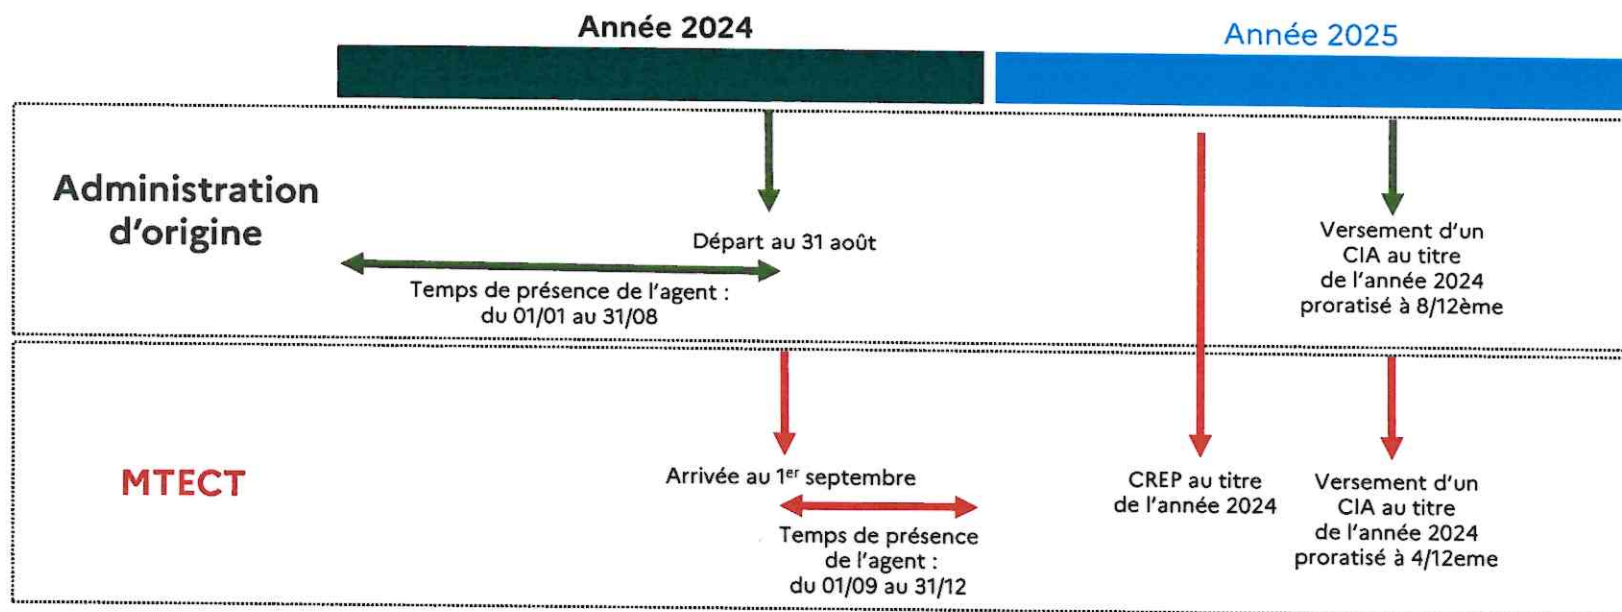 Année 2024
Année 2025
Administration
d'origine
Départ au 31 août
Temps de présence de l'agent :
du 01/01 au 31/08
Versement d'un
CIA au titre
de l'année 2024
proratisé à 8/12ème
MTECT
Arrivée au 1er septembre
Temps de présence
de l'agent :
du 01/09 au 31/12
CREP au titre
de l'année 2024
Versement d'un
CIA au titre
de l'année 2024
proratisé à 4/12eme